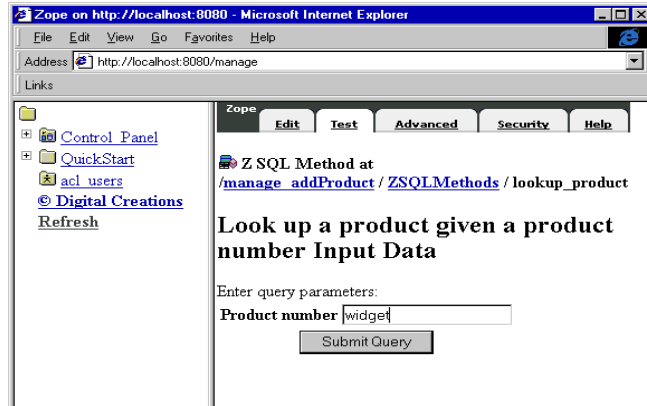 Zope on http://localhost:8080 - Microsoft Internet Explorer
File Edit View Go Favorites Help
Address http://localhost:8080/manage
Links
Control_Panel
QuickStart
acl_users
© Digital Creations
Refresh
Zope
Edit Test Advanced Security Help
Z SQL Method at
/manage_addProduct / ZSQLMethods / lookup_product
Look up a product given a product
number Input Data
Enter query parameters:
Product number widget
Submit Query